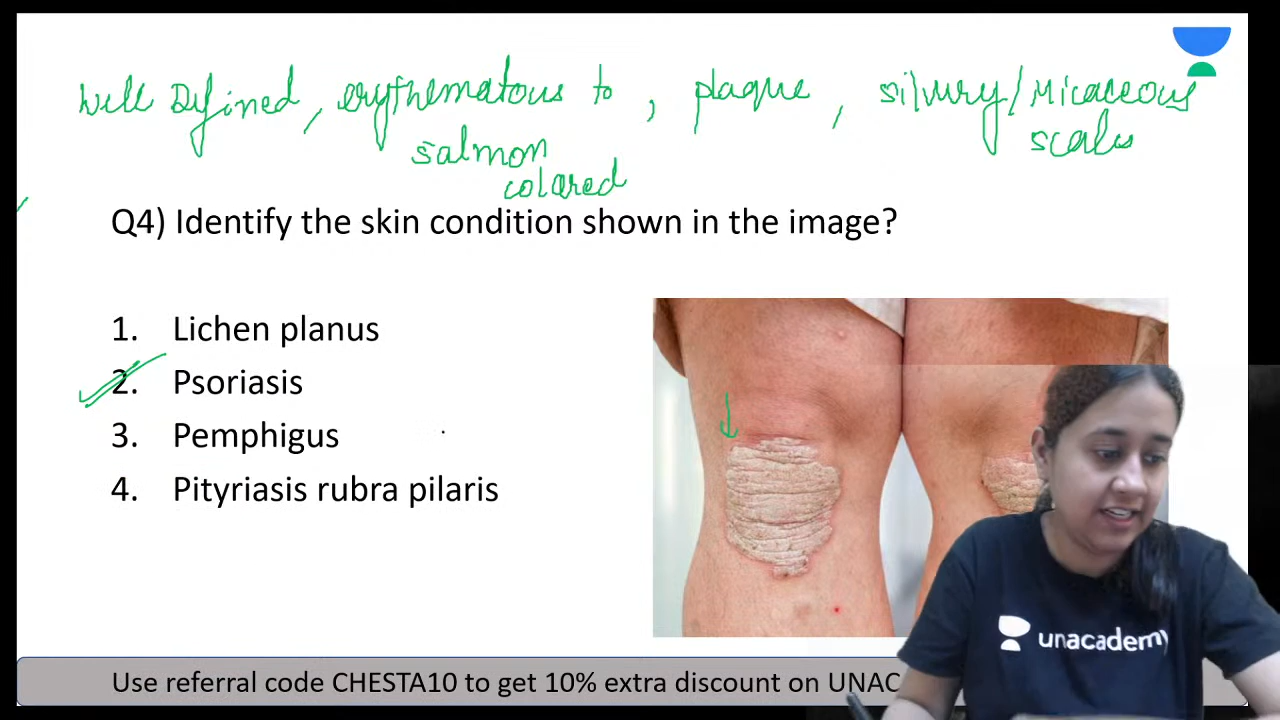 Well Defined, erythematous to, plaque, silvury/Micaceous
salmon scales
colored
Q4) Identify the skin condition shown in the image?
1. Lichen planus
2. Psoriasis
3. Pemphigus
4. Pityriasis rubra pilaris
unacademy
Use referral code CHESTA10 to get 10% extra discount on UNAC